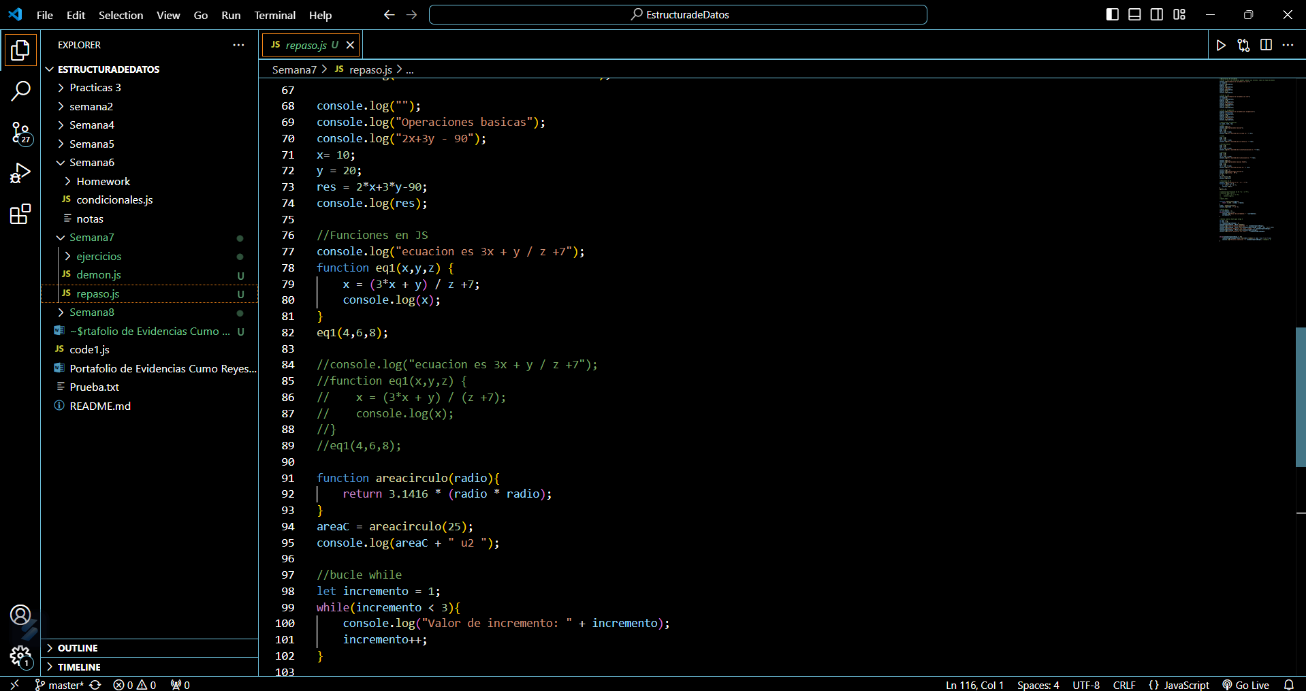 File Edit Selection View Go Run Terminal Help
EstructuradeDatos
EXPLORER
ESTRUCTURADEDATOS
Practicas 3
semana2
Semana4
Semana5
Semana6
Homework
JS condicionales.js
notas
Semana7
ejercicios
JS demon.js U
JS repaso.js U
Semana8
~$rtafolio de Evidencias Cumo ... U
JS code1.js
Portafolio de Evidencias Cumo Reyes...
Prueba.txt
README.md
OUTLINE
TIMELINE
27
1
JS repaso.js U
Semana7 > JS repaso.js > ...
67
68 console.log("");
69 console.log("Operaciones basicas");
70 console.log("2x+3y - 90");
71 x= 10;
72 y = 20;
73 res = 2*x+3*y-90;
74 console.log(res);
75
76 //Funciones en JS
77 console.log("ecuacion es 3x + y / z +7");
78 function eq1(x,y,z) {
79     x = (3*x + y) / z +7;
80     console.log(x);
81 }
82 eq1(4,6,8);
83
84 //console.log("ecuacion es 3x + y / z +7");
85 //function eq1(x,y,z) {
86 //    x = (3*x + y) / (z +7);
87 //    console.log(x);
88 //}
89 //eq1(4,6,8);
90
91 function areacirculo(radio){
92     return 3.1416 * (radio * radio);
93 }
94 areaC = areacirculo(25);
95 console.log(areaC + " u2 ");
96
97 //bucle while
98 let incremento = 1;
99 while(incremento < 3){
100     console.log("Valor de incremento: " + incremento);
101     incremento++;
102 }
103
master* 0 0 0 Ln 116, Col 1 Spaces: 4 UTF-8 CRLF {} JavaScript Go Live